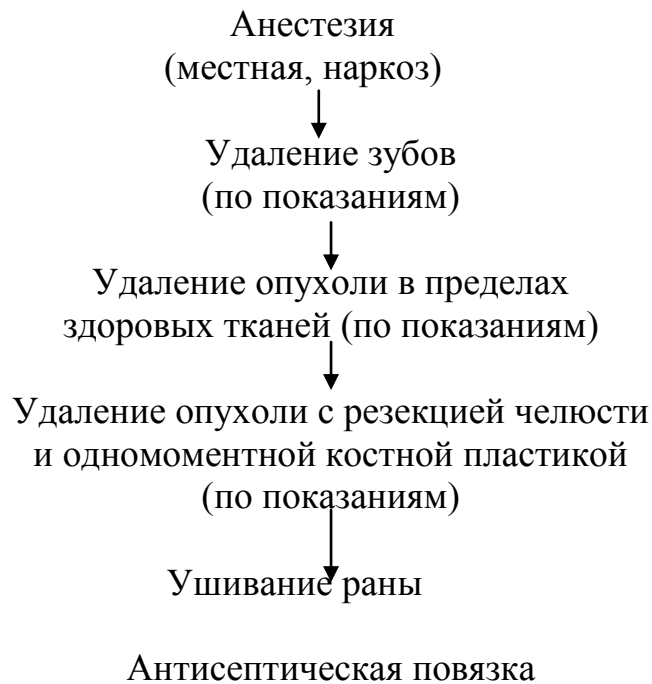 Анестезия
(местная, наркоз)
Удаление зубов
(по показаниям)
Удаление опухоли в пределах
здоровых тканей (по показаниям)
Удаление опухоли с резекцией челюсти
и одномоментной костной пластикой
(по показаниям)
Ушивание раны
Антисептическая повязка